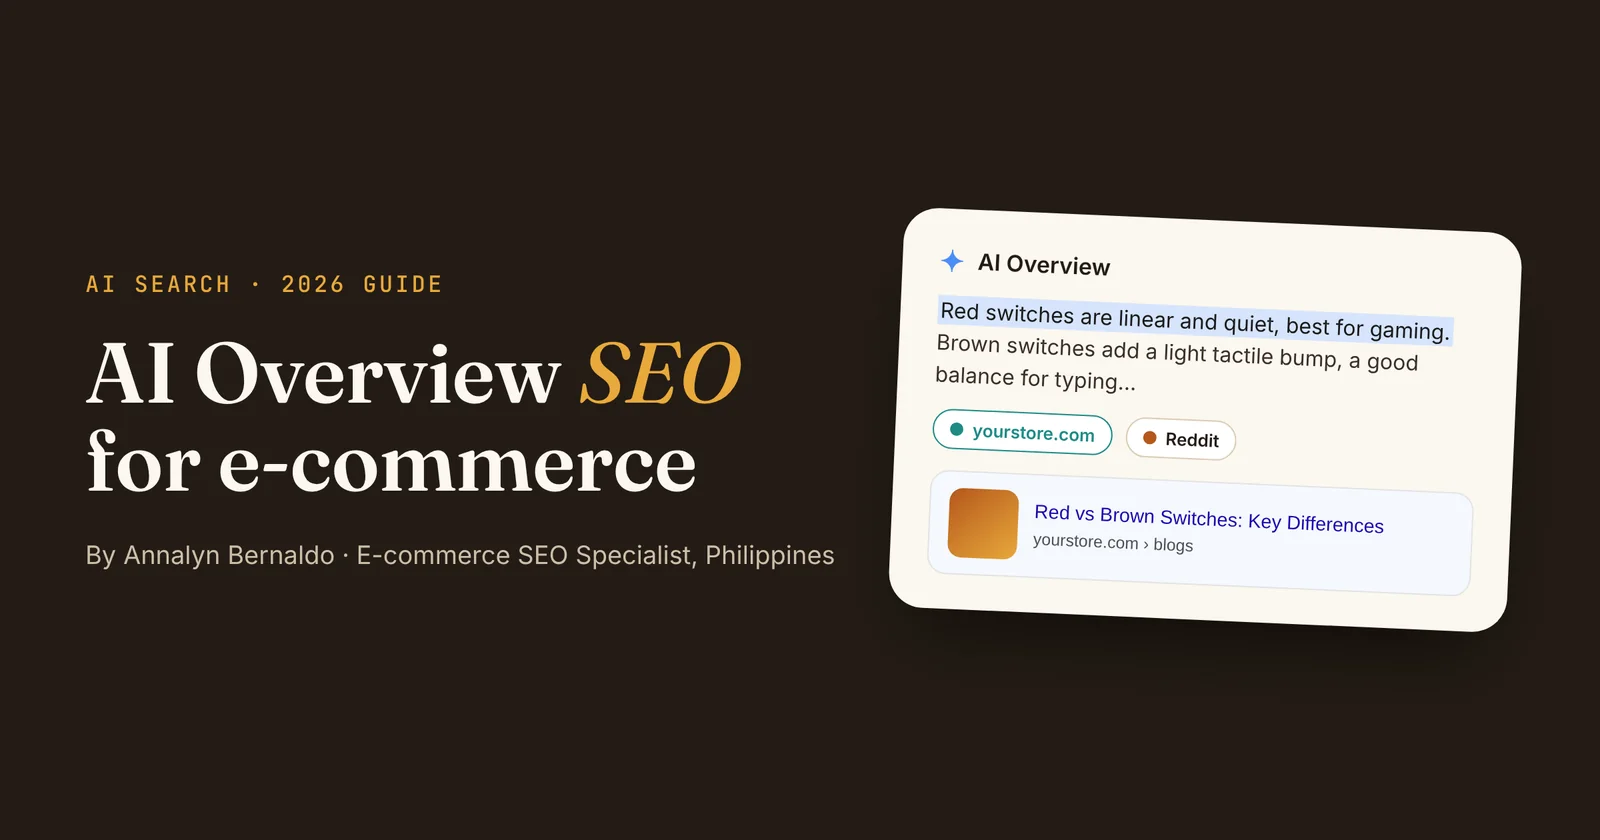 AI SEARCH · 2026 GUIDE
AI Overview SEO
for e-commerce
By Annalyn Bernaldo · E-commerce SEO Specialist, Philippines
AI Overview
Red switches are linear and quiet, best for gaming.
Brown switches add a light tactile bump, a good
balance for typing...
yourstore.com
Reddit
Red vs Brown Switches: Key Differences
yourstore.com › blogs